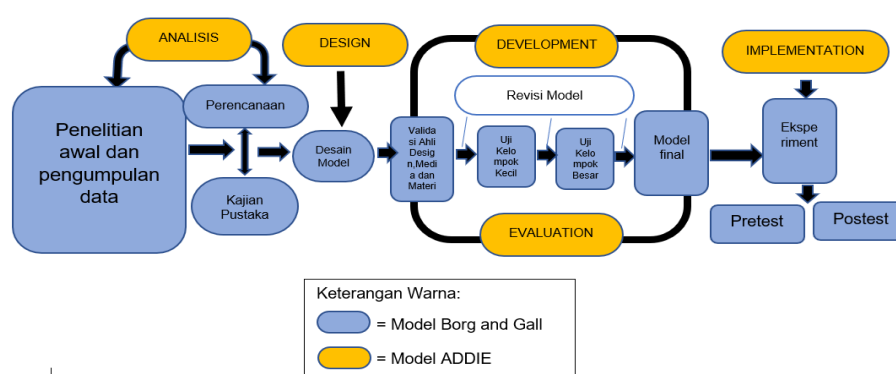 ANALISIS
DESIGN
DEVELOPMENT
IMPLEMENTATION
Penelitian
awal dan
pengumpulan
data
Perencanaan
Kajian
Pustaka
Desain
Model
Revisi Model
Valida
si Ahli
Desig
n,Medi
a dan
Materi
Uji
Kelo
mpok
Kecil
Uji
Kelo
mpok
Besar
Model
final
Ekspe
riment
EVALUATION
Pretest
Postest
Keterangan Warna:
= Model Borg and Gall
= Model ADDIE